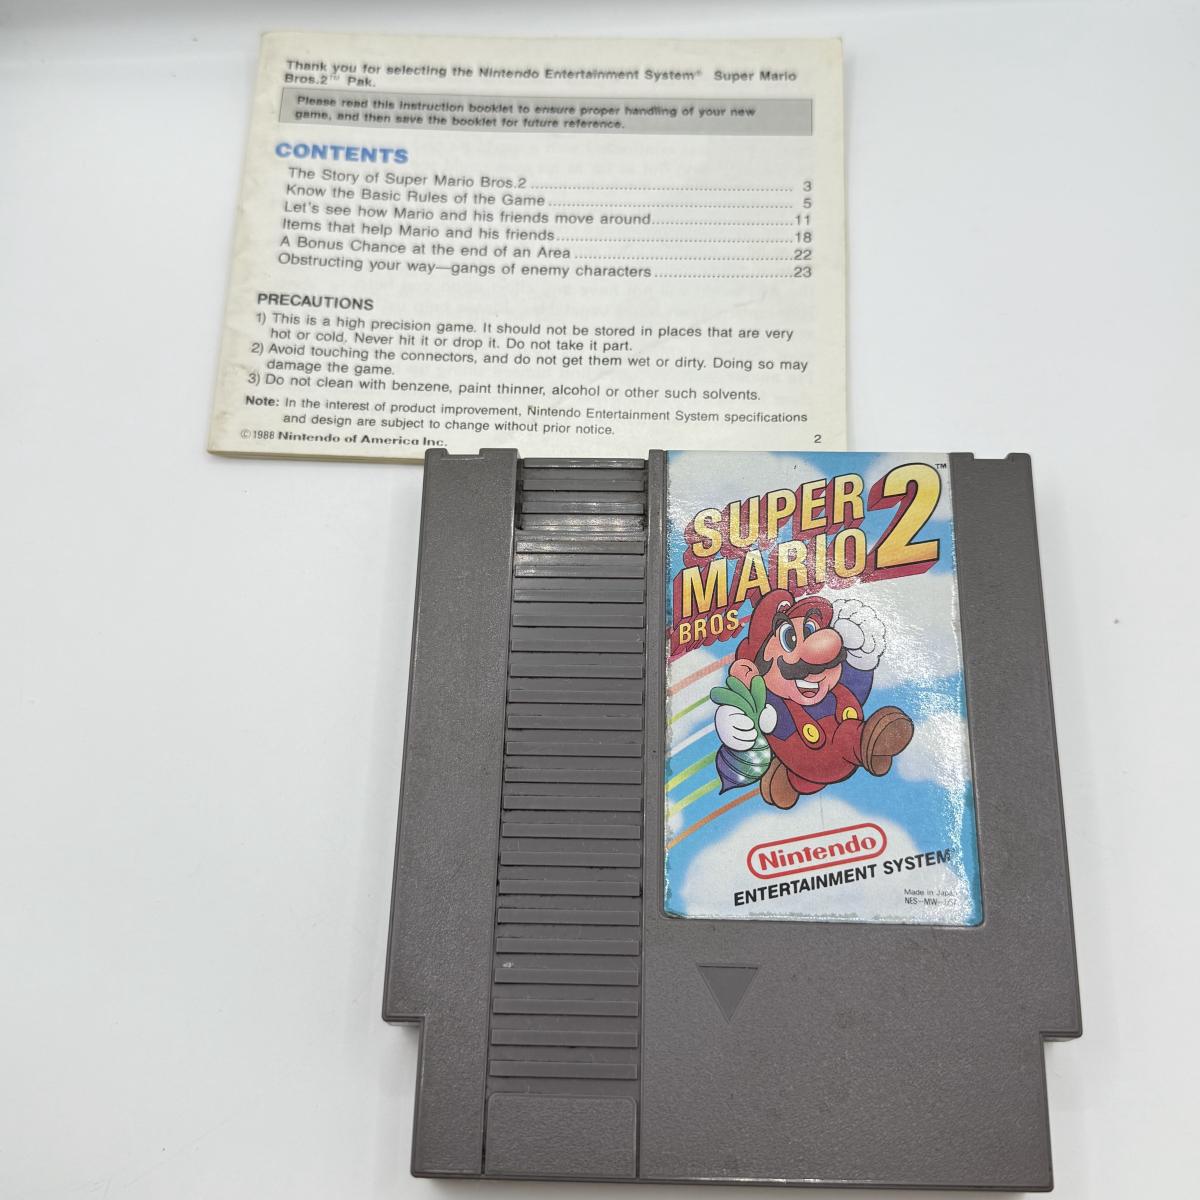 Thank you for selecting the Nintendo Entertainment System® Super Mario
Bros.2™ Pak.
Please read this instruction booklet to ensure proper handling of your new
game, and then save the booklet for future reference.
CONTENTS
The Story of Super Mario Bros.2 ........................................................ 3
Know the Basic Rules of the Game ..................................................... 5
Let's see how Mario and his friends move around..............................11
Items that help Mario and his friends..................................................18
A Bonus Chance at the end of an Area ..............................................22
Obstructing your way—gangs of enemy characters .............................23
PRECAUTIONS
1) This is a high precision game. It should not be stored in places that are very
hot or cold. Never hit it or drop it. Do not take it part.
2) Avoid touching the connectors, and do not get them wet or dirty. Doing so may
damage the game.
3) Do not clean with benzene, paint thinner, alcohol or other such solvents.
Note: In the interest of product improvement, Nintendo Entertainment System specifications
and design are subject to change without prior notice.
©1988 Nintendo of America Inc. 2
SUPER
MARIO 2™
BROS.
Nintendo
ENTERTAINMENT SYSTEM
Made in Japan
NES-MW-